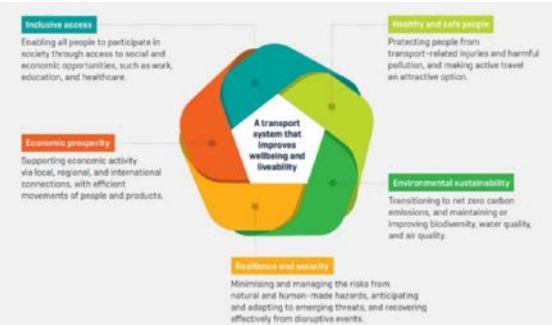 Inclusive access
Enabling all people to participate in
society through access to social and
economic opportunities, such as work,
education, and healthcare.
Healthy and safe people
Protecting people from
transport-related injuries and harmful
pollution, and making active travel
an attractive option.
A transport
system that
improves
wellbeing and
liveability
Economic prosperity
Supporting economic activity
via local, regional, and international
connections, with efficient
movements of people and products.
Environmental sustainability
Transitioning to net zero carbon
emissions, and maintaining or
improving biodiversity, water quality,
and air quality.
Resilience and security
Minimising and managing the risks from
natural and human-made hazards, anticipating
and adapting to emerging threats, and recovering
effectively from disruptive events.